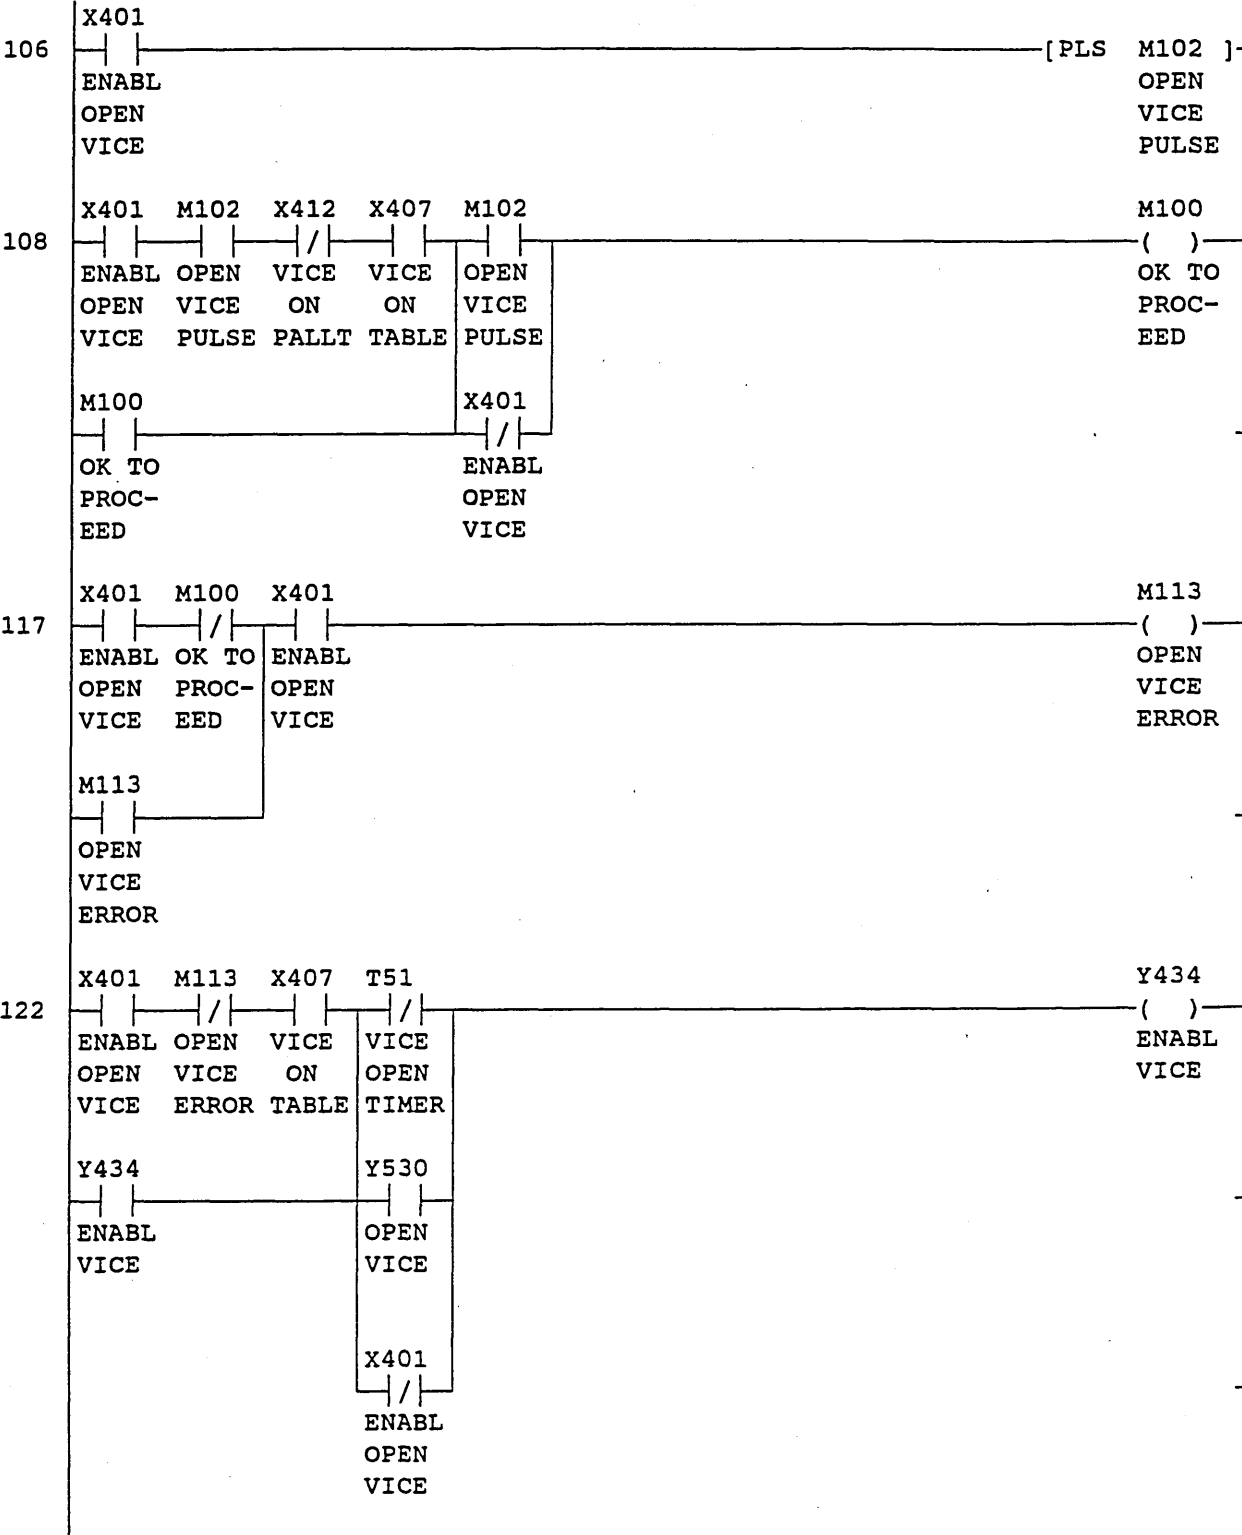 X401
106 [ PLS M102 ]
ENABL OPEN
OPEN VICE
VICE PULSE
X401 M102 X412 X407 M102 M100
108 ( )
ENABL OPEN VICE VICE OPEN OK TO
OPEN VICE ON ON VICE PROC-
VICE PULSE PALLT TABLE PULSE EED
M100 X401
OK TO ENABL
PROC- OPEN
EED VICE
X401 M100 X401 M113
117 ( )
ENABL OK TO ENABL OPEN
OPEN PROC- OPEN VICE
VICE EED VICE ERROR
M113
OPEN
VICE
ERROR
X401 M113 X407 T51 Y434
122 ( )
ENABL OPEN VICE VICE ENABL
OPEN VICE ON OPEN VICE
VICE ERROR TABLE TIMER
Y434 Y530
ENABL OPEN
VICE VICE
X401
ENABL
OPEN
VICE